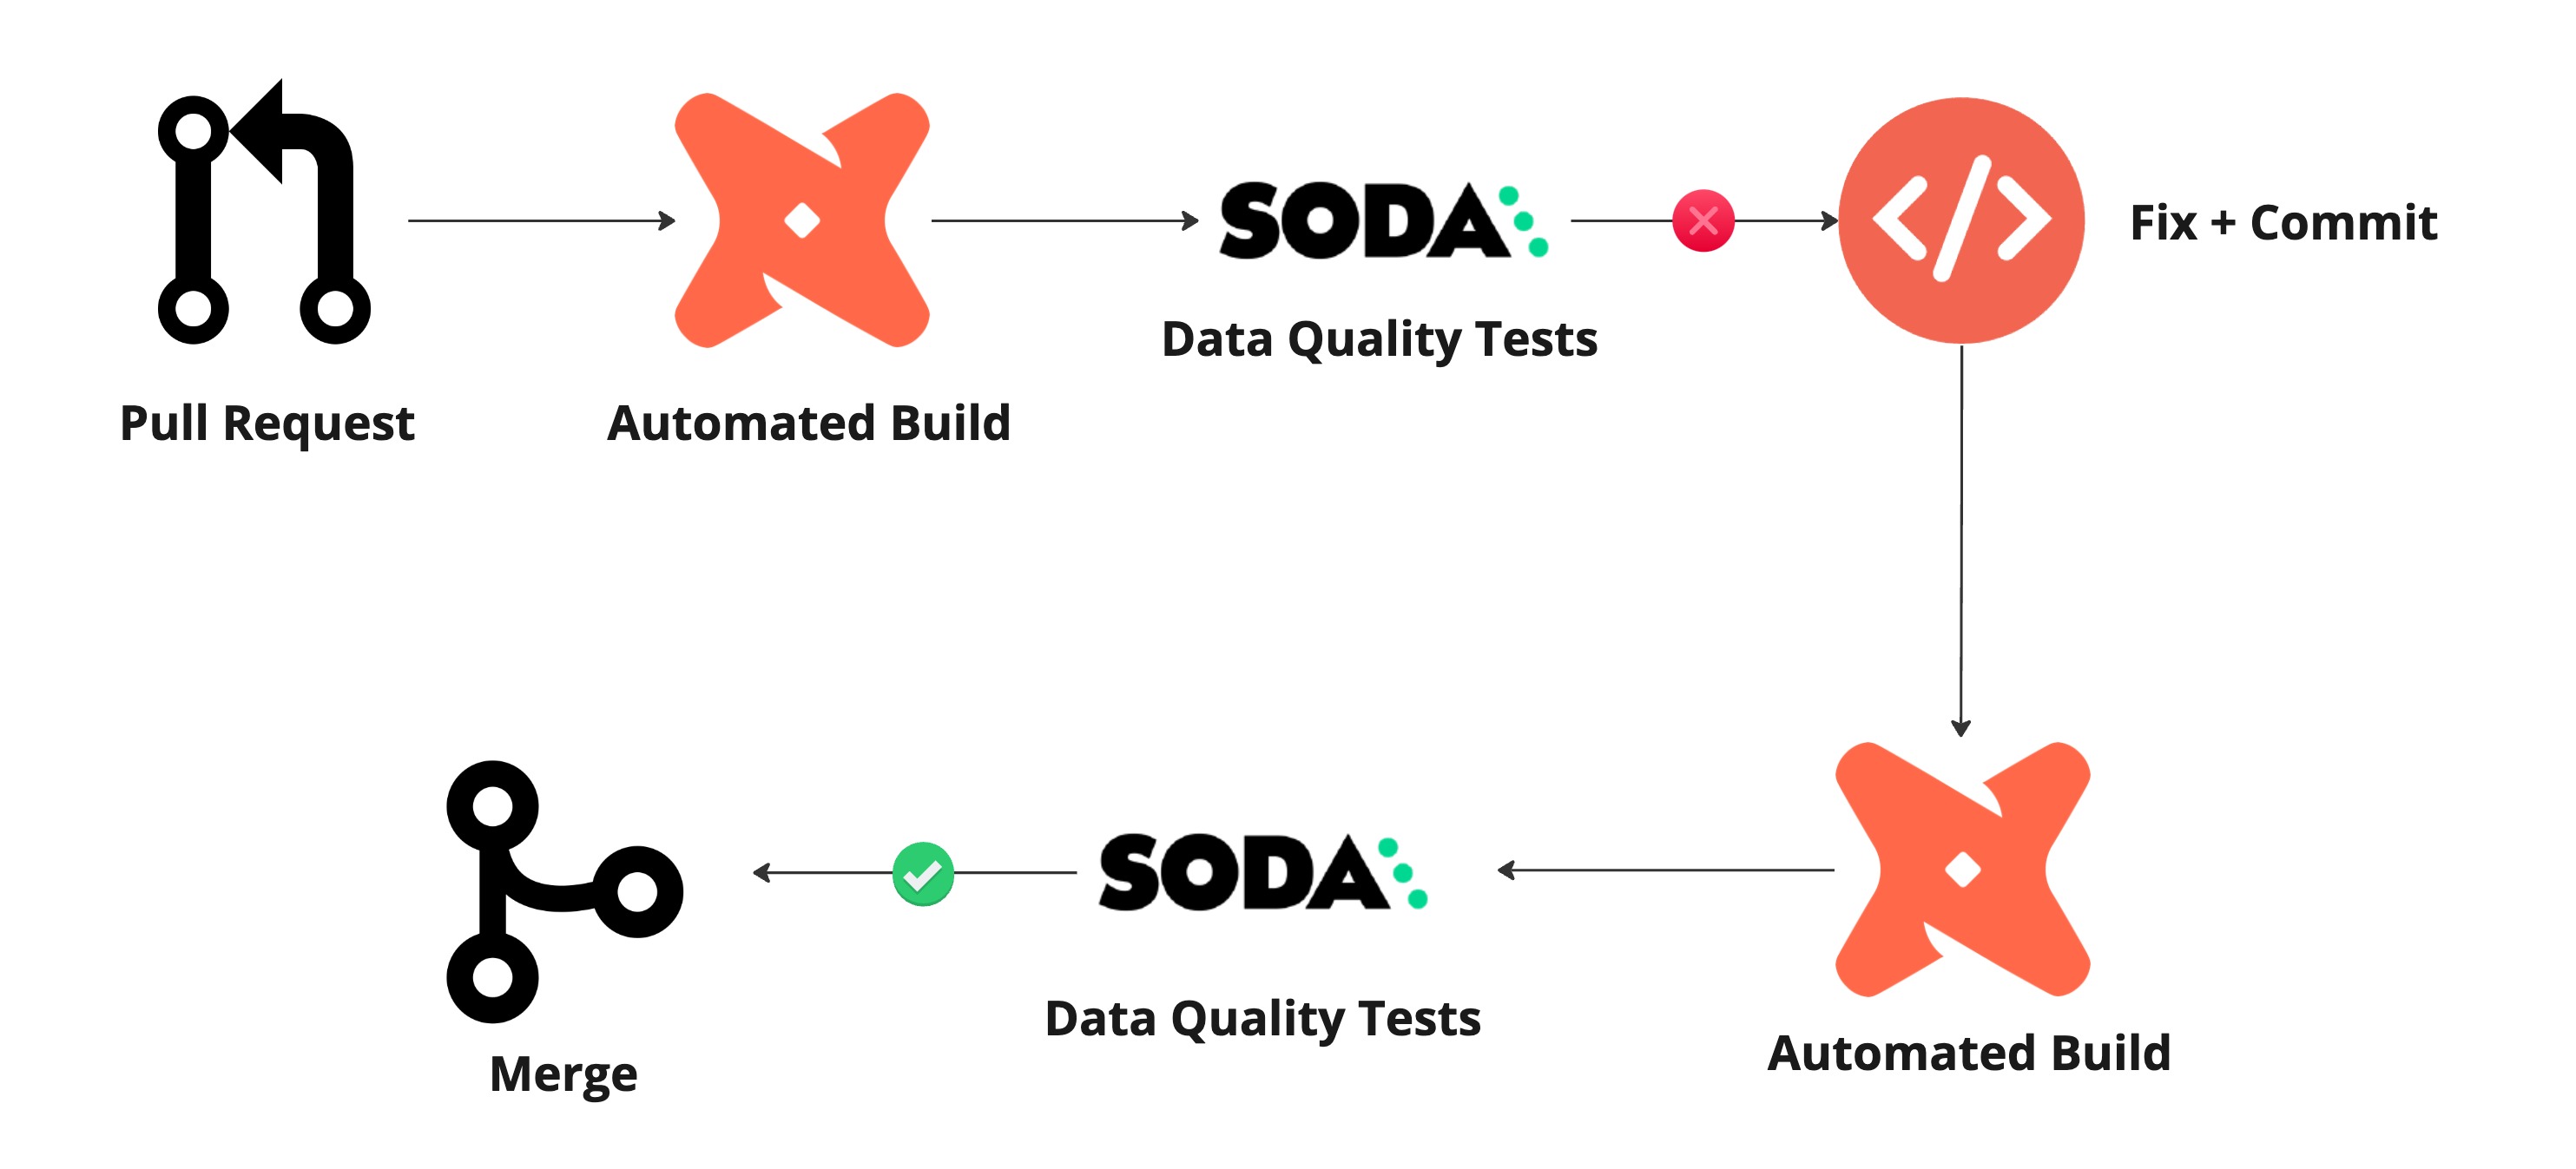 SODA
Fix + Commit
Data Quality Tests
Pull Request
Automated Build
SODA
Data Quality Tests
Automated Build
Merge